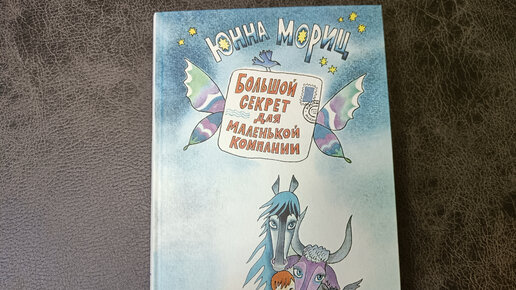 ЮННА МОРИЦ
БОЛЬШОЙ
СЕКРЕТ
ДЛЯ
МАЛЕНЬКОЙ
КОМПАНИИ